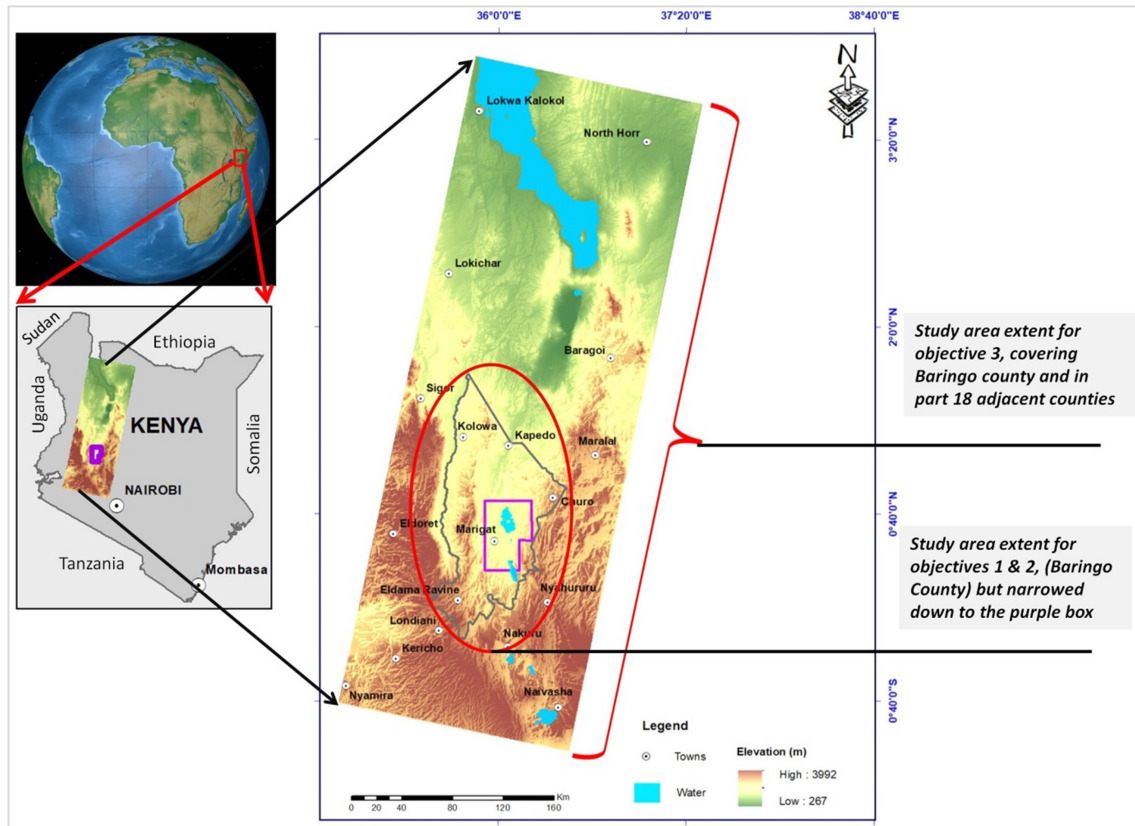 36°0'0"E
37°20'0"E
38°40'0"E
N
Lokwa Kalokol
North Horr
3°20'0"N
Lokichar
2°0'0"N
Baragoi
Sigor
Kolowa
Kapedo
Maralal
Churo
0°40'0"N
Eldoret
Marigat
Eldama Ravine
Nyahururu
Londiani
Nakuru
Kericho
Nyamira
Naivasha
0°40'0"S
Legend
Towns
Water
Elevation (m)
High : 3992
Low : 267
Km
0 20 40 80 120 160
Sudan
Ethiopia
Uganda
KENYA
Somalia
NAIROBI
Tanzania
Mombasa
Study area extent for
objective 3, covering
Baringo county and in
part 18 adjacent counties
Study area extent for
objectives 1 & 2, (Baringo
County) but narrowed
down to the purple box